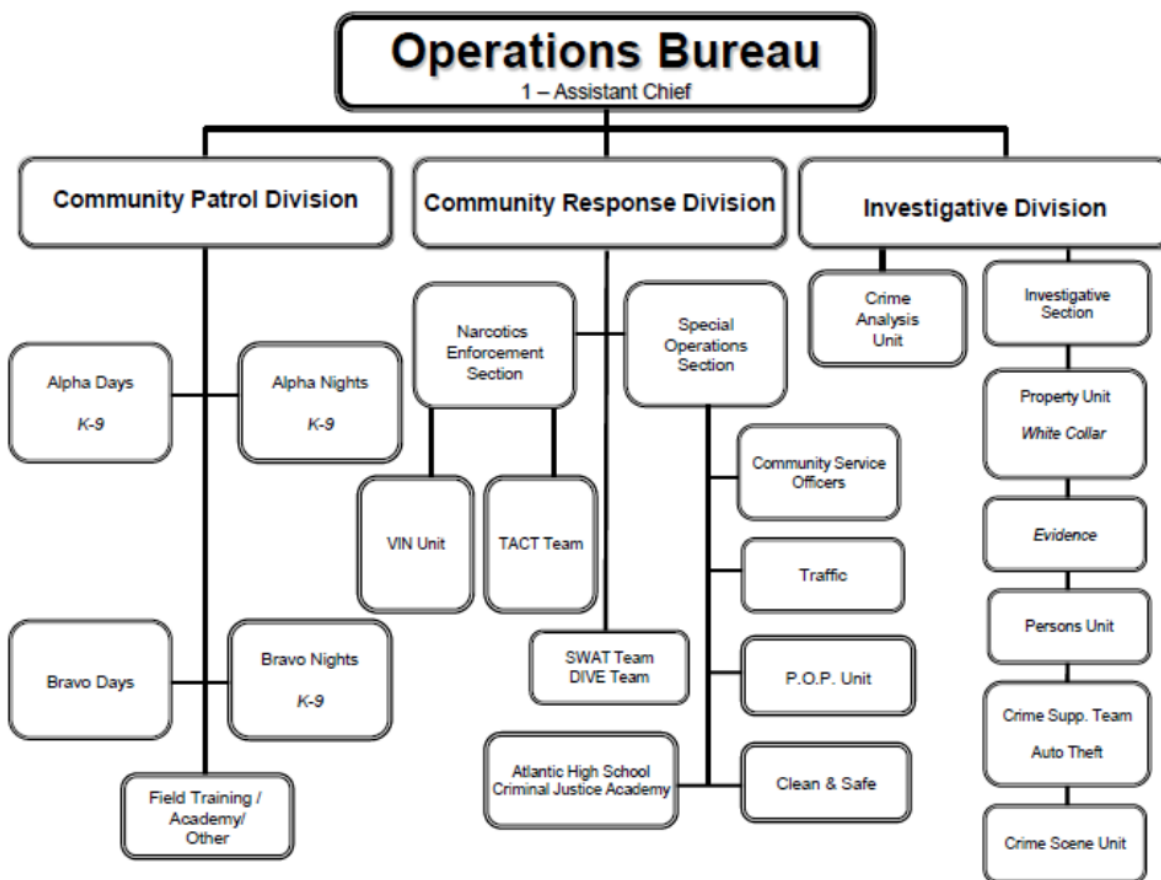 Operations Bureau
1 – Assistant Chief
Community Patrol Division
Community Response Division
Investigative Division
Alpha Days
K-9
Alpha Nights
K-9
Bravo Days
Bravo Nights
K-9
Field Training /
Academy/
Other
Narcotics
Enforcement
Section
Special
Operations
Section
VIN Unit
TACT Team
SWAT Team
DIVE Team
Community Service
Officers
Traffic
P.O.P. Unit
Clean & Safe
Atlantic High School
Criminal Justice Academy
Crime
Analysis
Unit
Investigative
Section
Property Unit
White Collar
Evidence
Persons Unit
Crime Supp. Team
Auto Theft
Crime Scene Unit